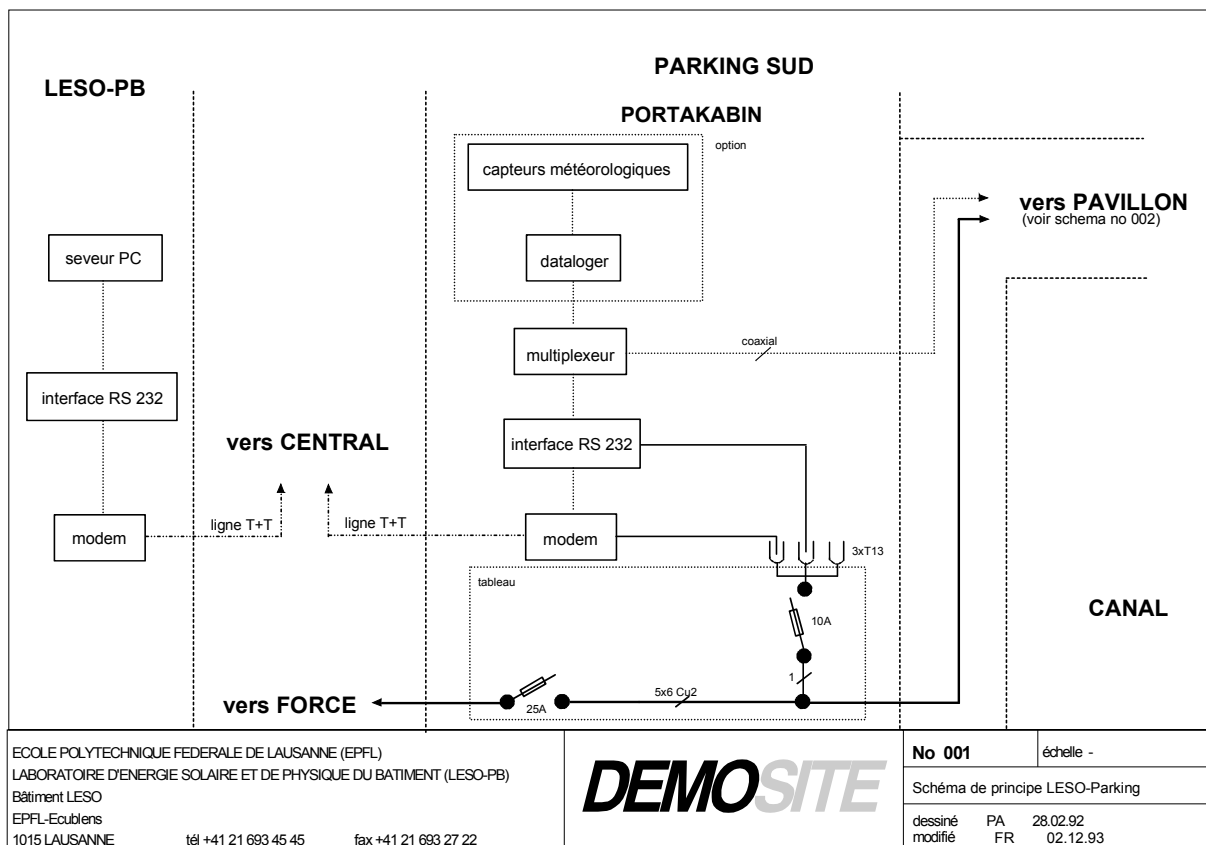 PARKING SUD
LESO-PB
PORTAKABIN
option
capteurs météorologiques
vers PAVILLON
(voir schema no 002)
seveur PC
dataloger
multiplexeur
coaxial
interface RS 232
vers CENTRAL
interface RS 232
modem
ligne T+T
ligne T+T
modem
3xT13
tableau
10A
CANAL
1
5x6 Cu2
vers FORCE
25A
ECOLE POLYTECHNIQUE FEDERALE DE LAUSANNE (EPFL)
LABORATOIRE D'ENERGIE SOLAIRE ET DE PHYSIQUE DU BATIMENT (LESO-PB)
Bâtiment LESO
EPFL-Ecublens
1015 LAUSANNE tél +41 21 693 45 45 fax +41 21 693 27 22
DEMOSITE
No 001 échelle -
Schéma de principe LESO-Parking
dessiné PA 28.02.92
modifié FR 02.12.93